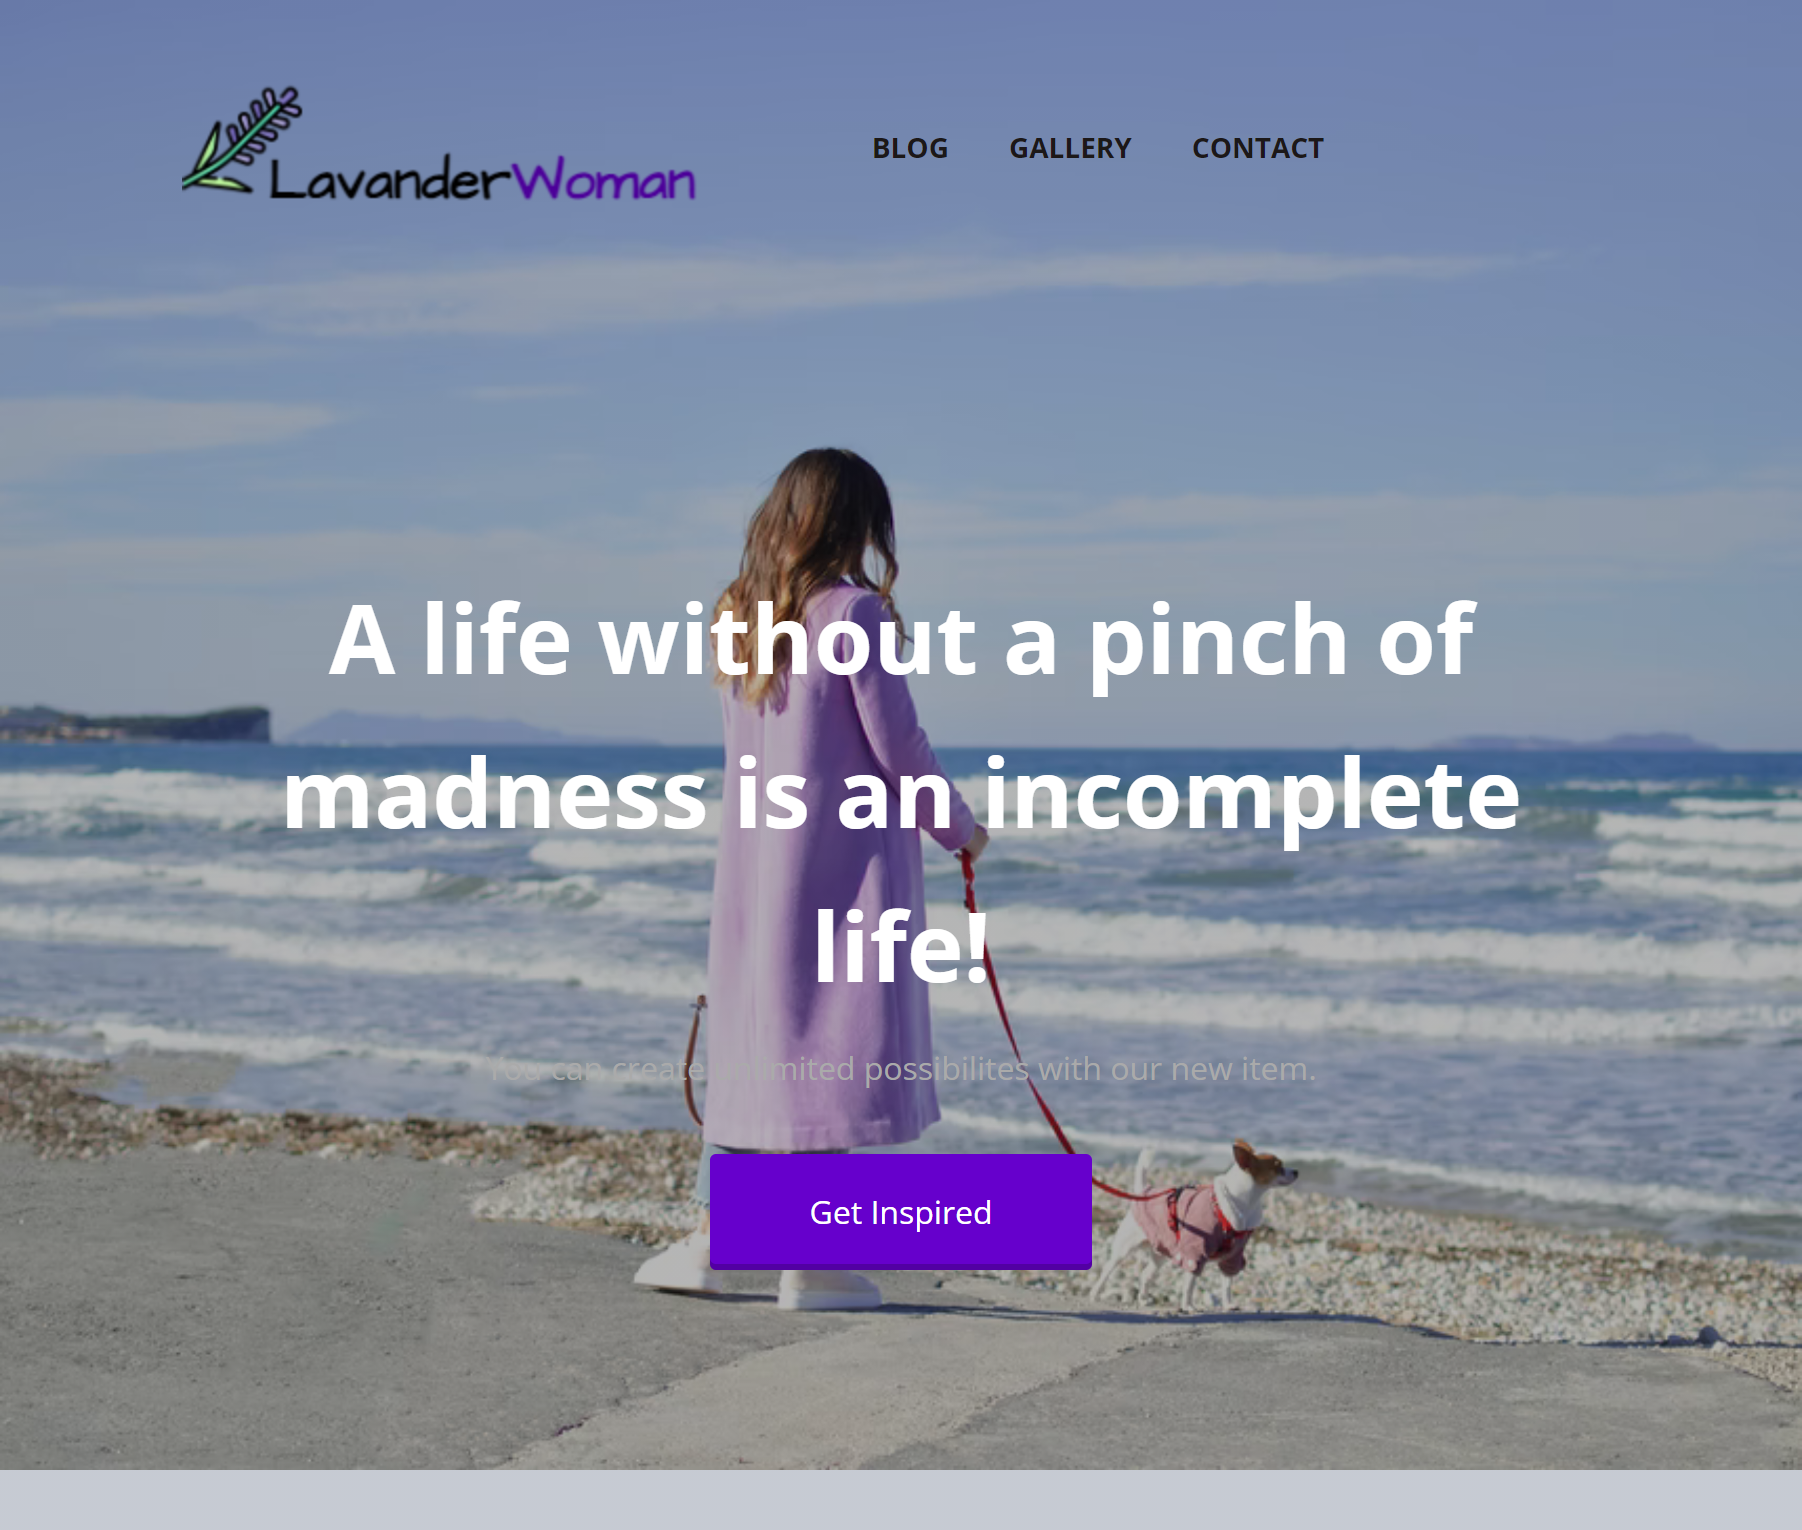 LavanderWoman
BLOG GALLERY CONTACT
A life without a pinch of
madness is an incomplete
life!
You can create unlimited possibilites with our new item.
Get Inspired